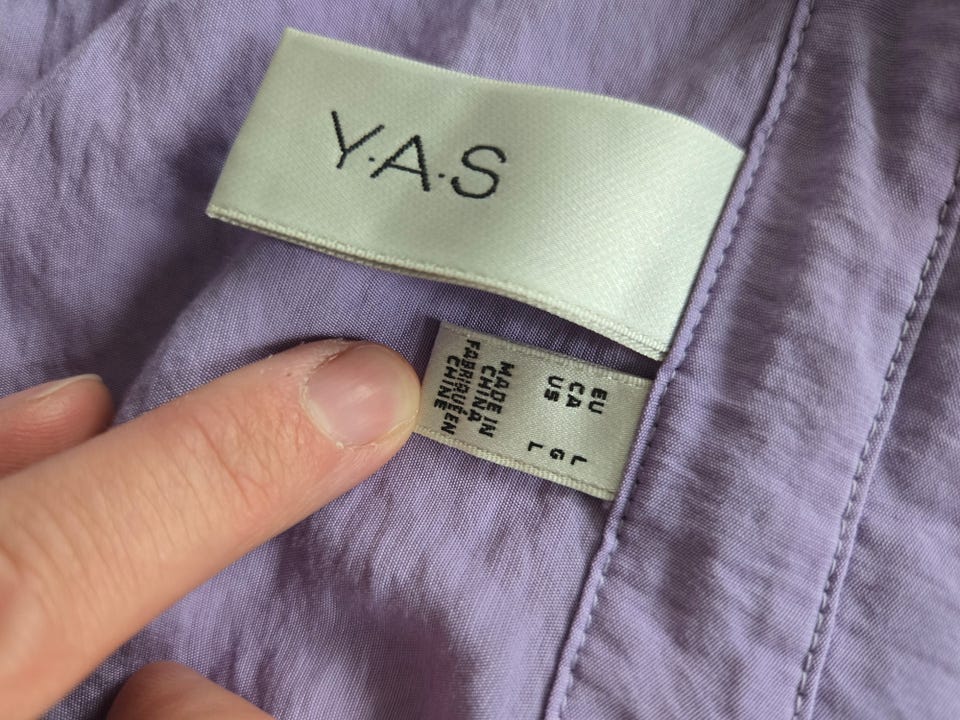 Y.A.S
EU L
CA G
US L
MADE IN
CHINA
FABRIQUÉ EN
CHINE